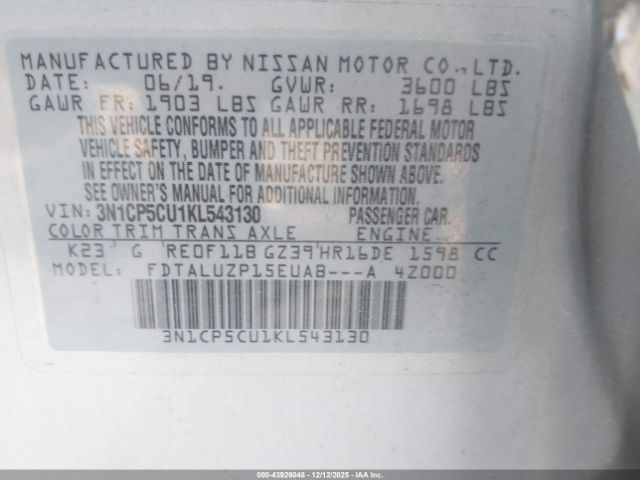 MANUFACTURED BY NISSAN MOTOR CO.,LTD.
DATE: 06/19. GVWR: 3600 LBS
GAWR FR: 1903 LBS GAWR RR: 1698 LBS
THIS VEHICLE CONFORMS TO ALL APPLICABLE FEDERAL MOTOR
VEHICLE SAFETY, BUMPER AND THEFT PREVENTION STANDARDS
IN EFFECT ON THE DATE OF MANUFACTURE SHOWN ABOVE.
SEE OWNER'S MANUAL FOR ADDITIONAL INFORMATION.
VIN: 3N1CP5CU1KL543130 PASSENGER CAR.
COLOR TRIM TRANS AXLE ENGINE
K23 G RE0F11B GZ39 HR16DE 1598 CC
MODEL: FDTALUZP15EUAB---A 4Z000
3N1CP5CU1KL543130
000-43926048 - 12/12/2025 - IAAI.com